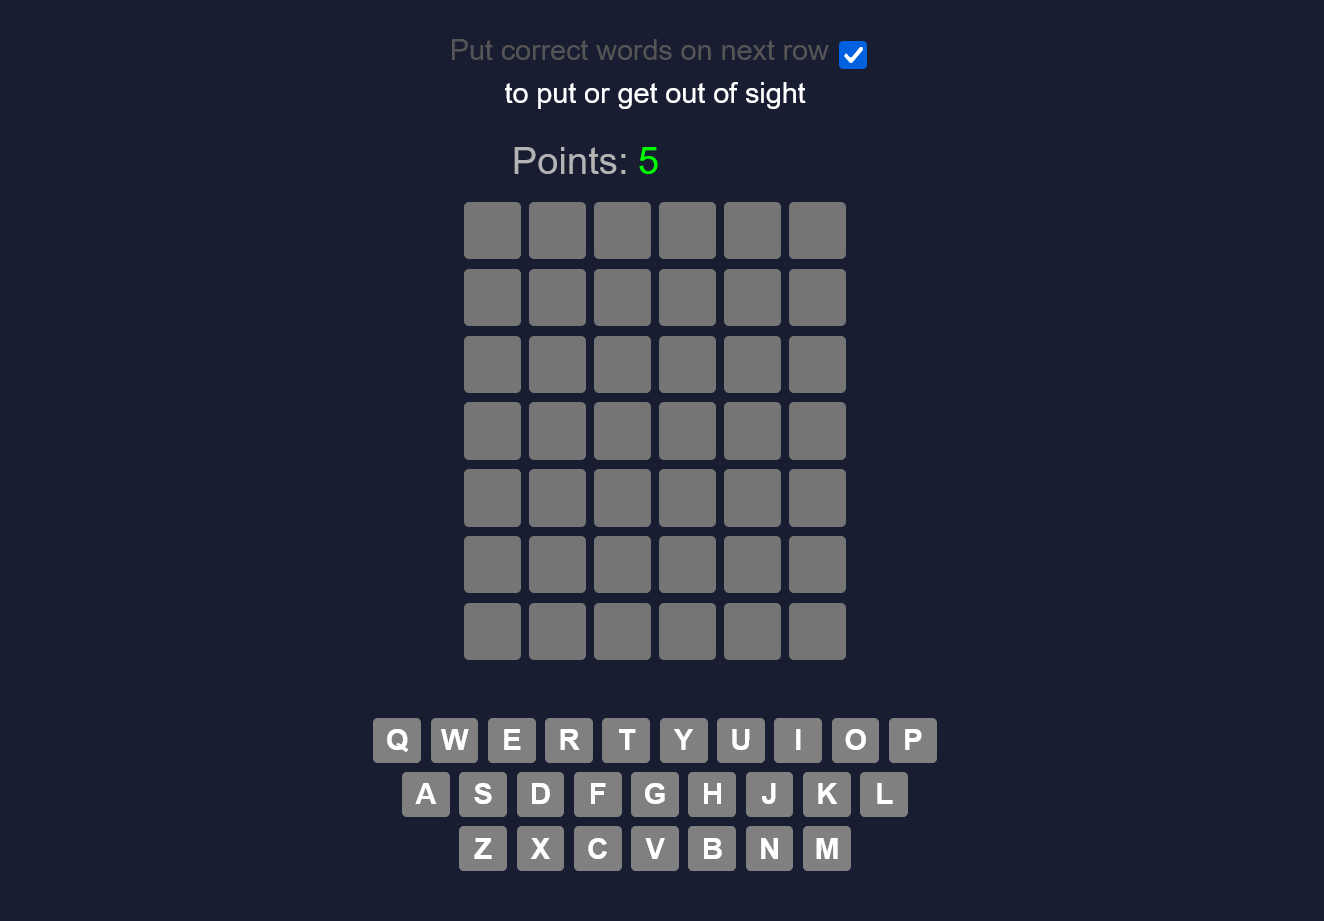 Put correct words on next row
to put or get out of sight
Points: 5
Q W E R T Y U I O P
A S D F G H J K L
Z X C V B N M